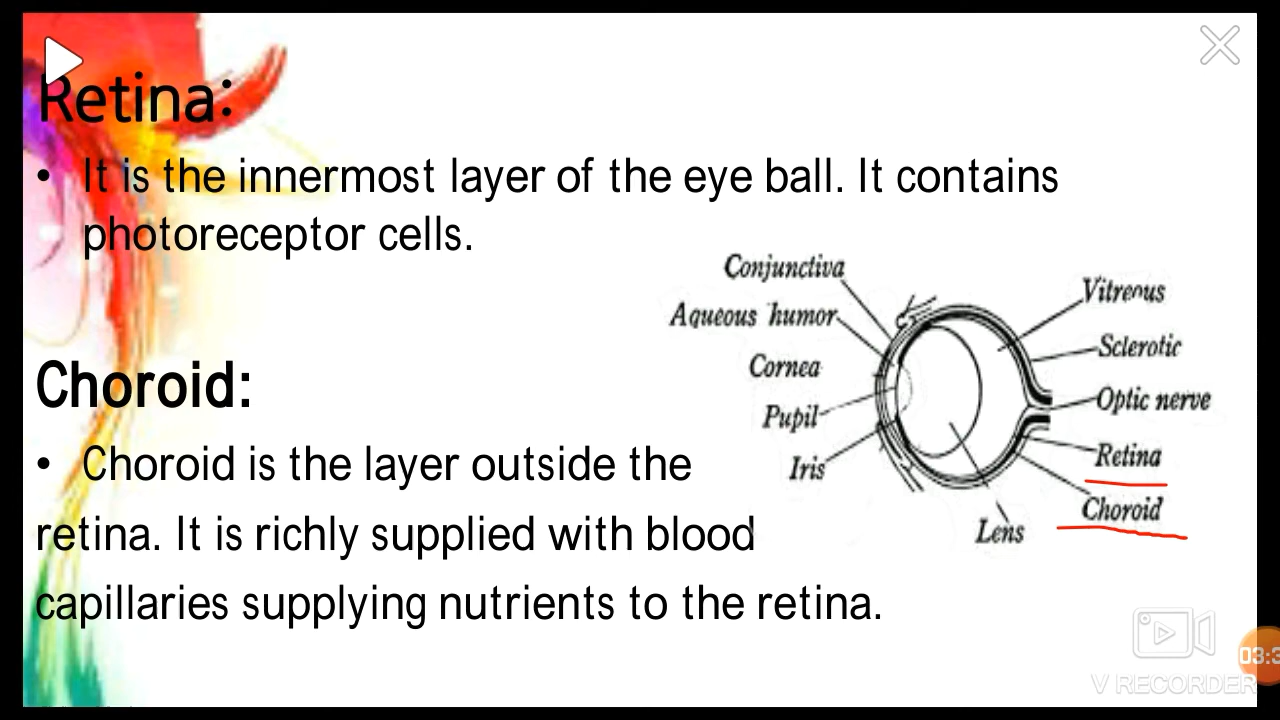 Retina:
• It is the innermost layer of the eye ball. It contains
photoreceptor cells.
Conjunctiva
Aqueous humor
Cornea
Pupil
Iris
Lens
Vitreous
Sclerotic
Optic nerve
Retina
Choroid
Choroid:
• Choroid is the layer outside the
retina. It is richly supplied with blood
capillaries supplying nutrients to the retina.
V RECORDER